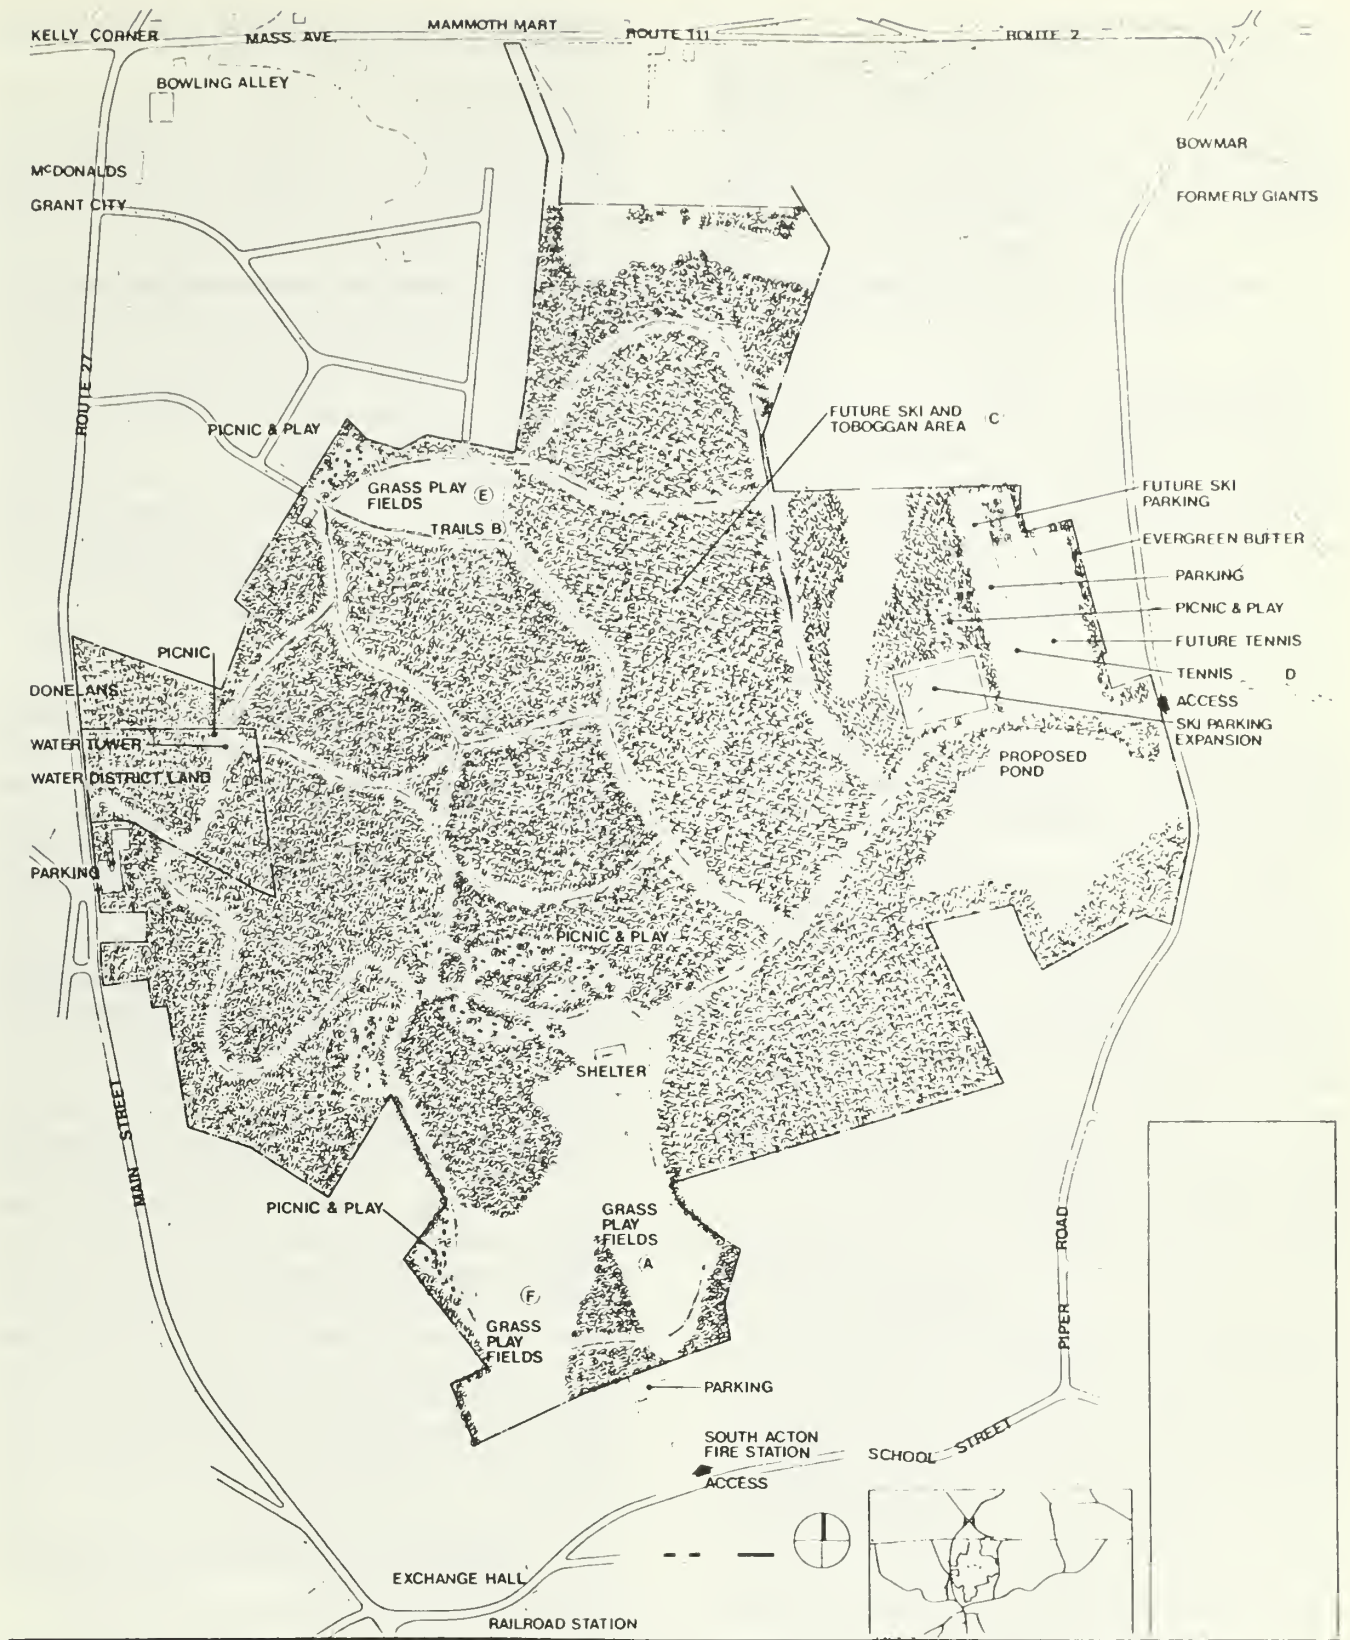 KELLY CORNER
MASS. AVE.
MAMMOTH MART
ROUTE 111
ROUTE 2
BOWLING ALLEY
BOWMAR
McDONALDS
FORMERLY GIANTS
GRANT CITY
ROUTE 27
PICNIC & PLAY
FUTURE SKI AND
TOBOGGAN AREA
C
GRASS PLAY
FIELDS
E
TRAILS B
FUTURE SKI
PARKING
EVERGREEN BUFFER
PARKING
PICNIC & PLAY
FUTURE TENNIS
TENNIS
D
ACCESS
SKI PARKING
EXPANSION
PROPOSED
POND
PICNIC
DONELANS
WATER TOWER
WATER DISTRICT LAND
PARKING
PICNIC & PLAY
SHELTER
MAIN STREET
PICNIC & PLAY
GRASS
PLAY
FIELDS
A
F
GRASS
PLAY
FIELDS
PIPER ROAD
PARKING
SOUTH ACTON
FIRE STATION
ACCESS
SCHOOL STREET
EXCHANGE HALL
RAILROAD STATION